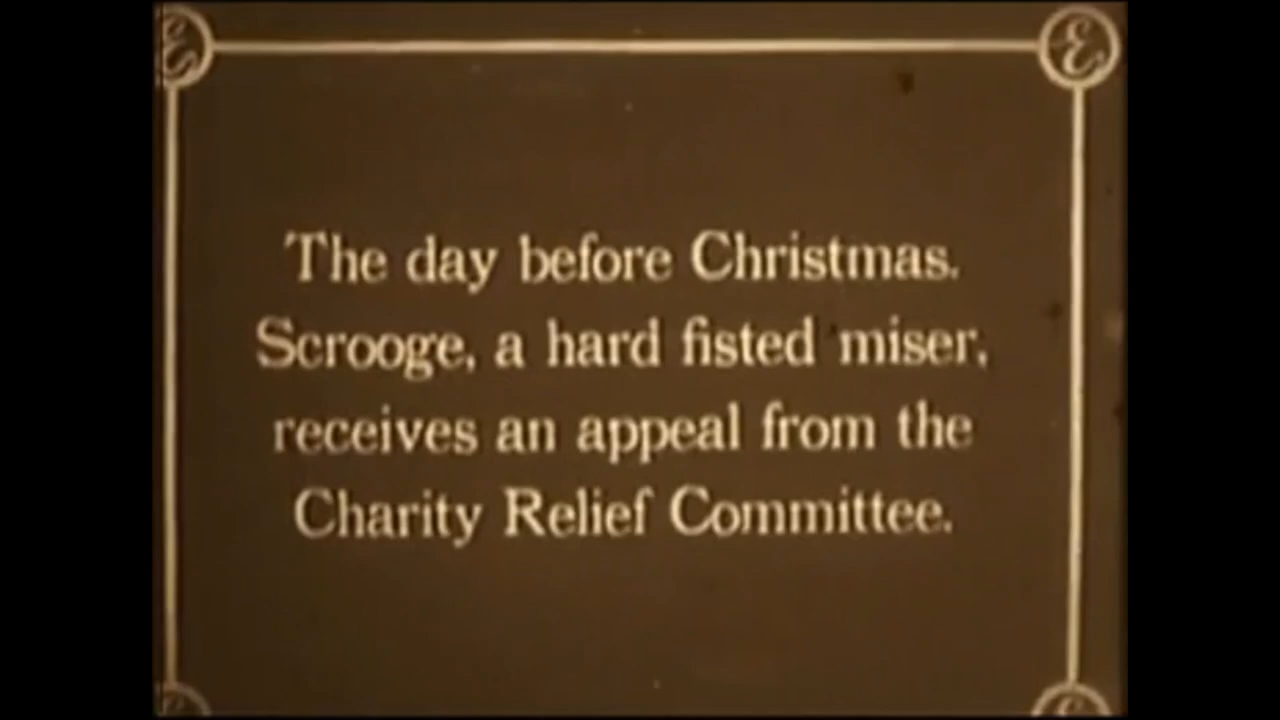 E E
The day before Christmas.
Scrooge, a hard fisted miser,
receives an appeal from the
Charity Relief Committee.